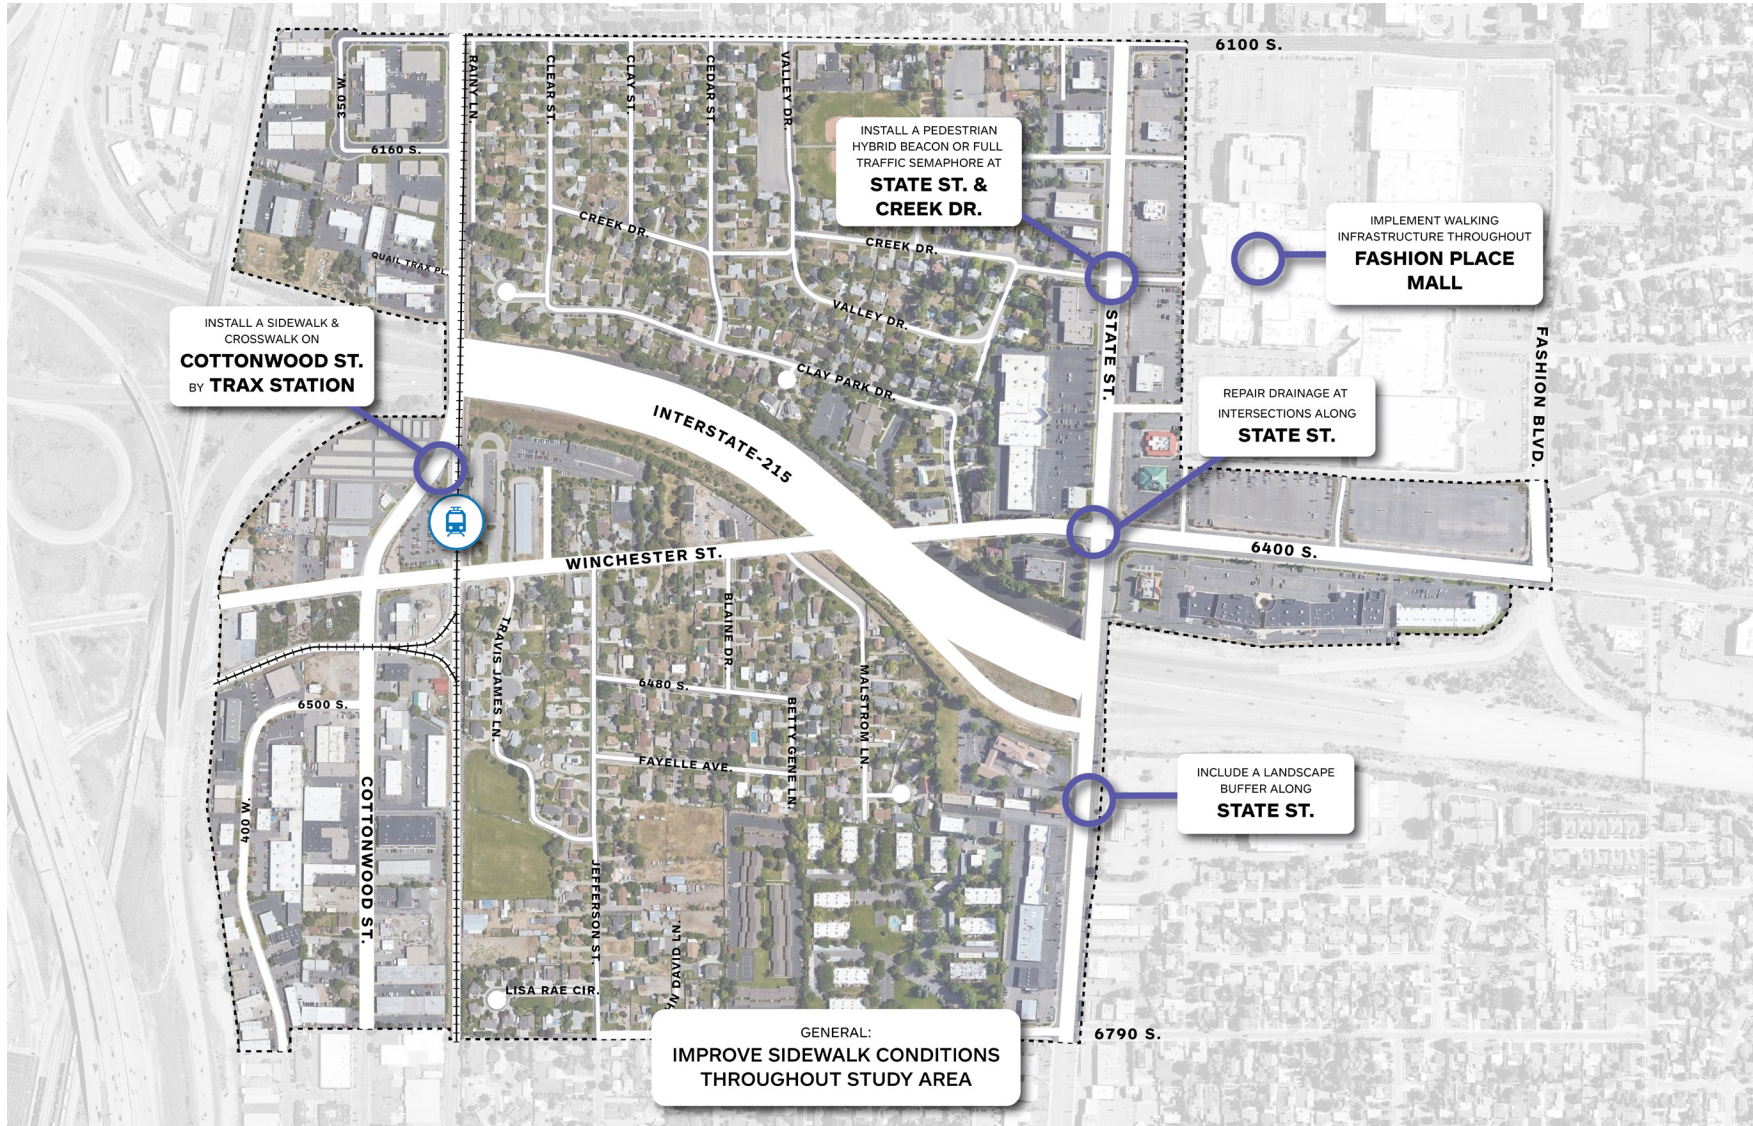 6100 S.
350 W
6160 S.
QUAIL TRAX PL.
RAINY LN.
CLEAR ST.
CLAY ST.
CEDAR ST.
VALLEY DR.
CREEK DR.
CREEK DR.
VALLEY DR.
CLAY PARK DR.
INSTALL A PEDESTRIAN
HYBRID BEACON OR FULL
TRAFFIC SEMAPHORE AT
STATE ST. &
CREEK DR.
IMPLEMENT WALKING
INFRASTRUCTURE THROUGHOUT
FASHION PLACE
MALL
INSTALL A SIDEWALK &
CROSSWALK ON
COTTONWOOD ST.
BY TRAX STATION
STATE ST.
FASHION BLVD.
REPAIR DRAINAGE AT
INTERSECTIONS ALONG
STATE ST.
INTERSTATE-215
WINCHESTER ST.
6400 S.
TRAVIS JAMES LN.
BLAINE DR.
6480 S.
MALSTROM LN.
BETTY GENE LN.
FAYELLE AVE.
6500 S.
400 W.
COTTONWOOD ST.
JEFFERSON ST.
DAVID LN.
LISA RAE CIR.
INCLUDE A LANDSCAPE
BUFFER ALONG
STATE ST.
6790 S.
GENERAL:
IMPROVE SIDEWALK CONDITIONS
THROUGHOUT STUDY AREA